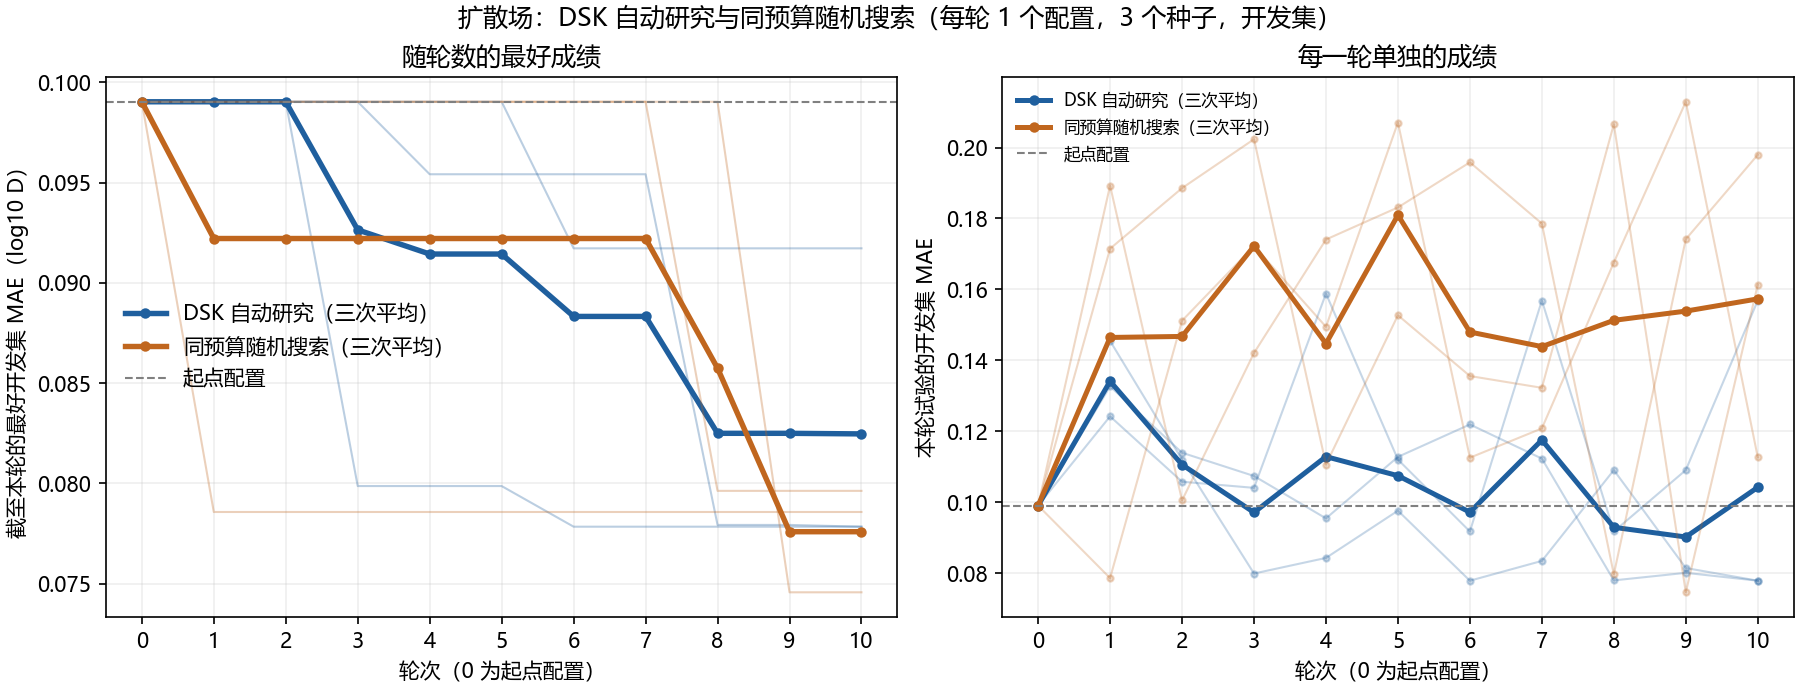 扩散场：DSK 自动研究与同预算随机搜索（每轮 1 个配置，3 个种子，开发集）
随轮数的最好成绩
截至本轮的最好开发集 MAE（log10 D）
0.100
0.095
0.090
0.085
0.080
0.075
DSK 自动研究（三次平均）
同预算随机搜索（三次平均）
起点配置
0 1 2 3 4 5 6 7 8 9 10
轮次（0 为起点配置）
每一轮单独的成绩
本轮试验的开发集 MAE
0.20
0.18
0.16
0.14
0.12
0.10
0.08
DSK 自动研究（三次平均）
同预算随机搜索（三次平均）
起点配置
0 1 2 3 4 5 6 7 8 9 10
轮次（0 为起点配置）